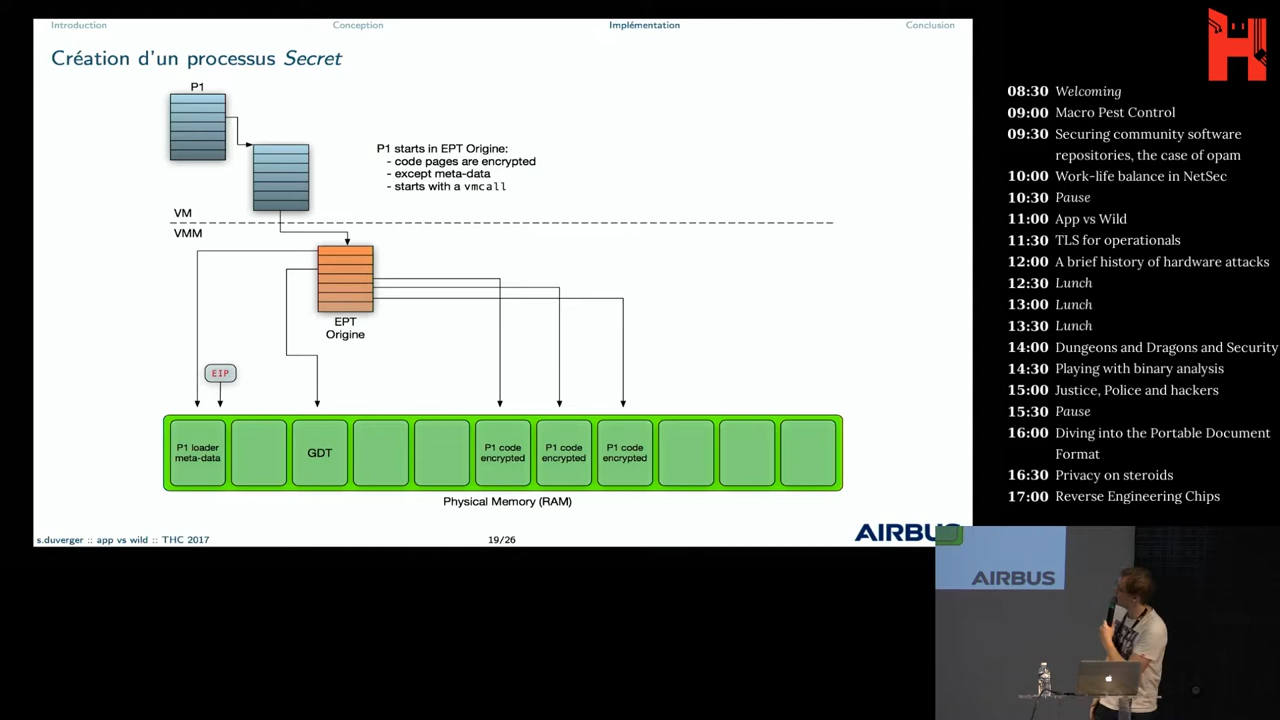 Introduction
Conception
Implémentation
Conclusion
Création d'un processus Secret
P1
P1 starts in EPT Origine:
- code pages are encrypted
- except meta-data
- starts with a vmcall
VM
VMM
EPT
Origine
EIP
P1 loader
meta-data
GDT
P1 code
encrypted
P1 code
encrypted
P1 code
encrypted
Physical Memory (RAM)
s.duverger :: app vs wild :: THC 2017
19/26
AIRBUS
08:30 Welcoming
09:00 Macro Pest Control
09:30 Securing community software
repositories, the case of opam
10:00 Work-life balance in NetSec
10:30 Pause
11:00 App vs Wild
11:30 TLS for operationals
12:00 A brief history of hardware attacks
12:30 Lunch
13:00 Lunch
13:30 Lunch
14:00 Dungeons and Dragons and Security
14:30 Playing with binary analysis
15:00 Justice, Police and hackers
15:30 Pause
16:00 Diving into the Portable Document
Format
16:30 Privacy on steroids
17:00 Reverse Engineering Chips
AIRBUS